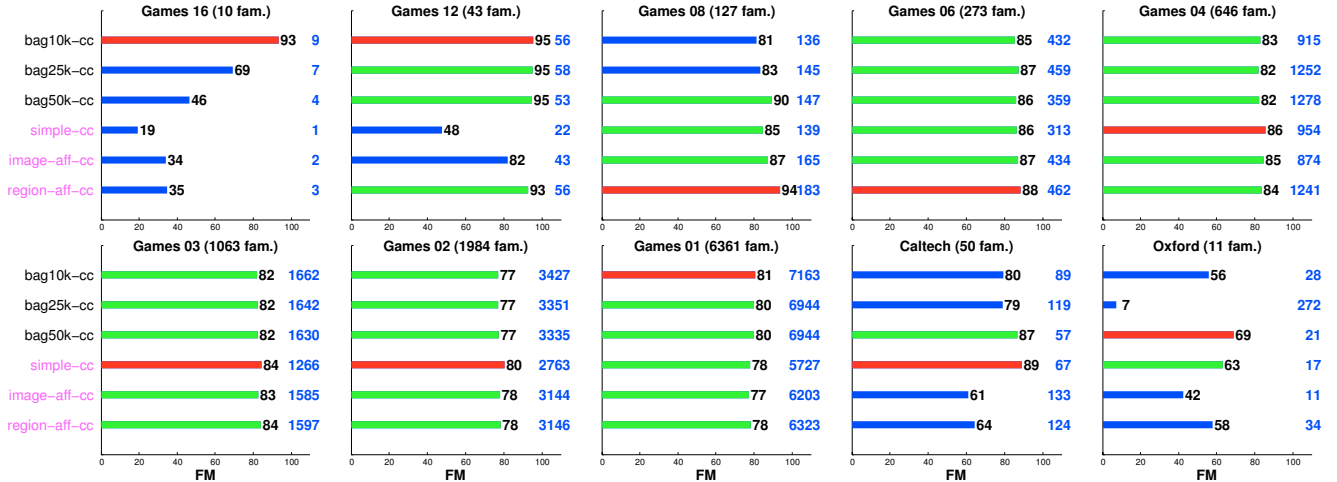 Games 16 (10 fam.) Games 12 (43 fam.) Games 08 (127 fam.) Games 06 (273 fam.) Games 04 (646 fam.)
bag10k-cc 93 9 95 56 81 136 85 432 83 915
bag25k-cc 69 7 95 58 83 145 87 459 82 1252
bag50k-cc 46 4 95 53 90 147 86 359 82 1278
simple-cc 19 1 48 22 85 139 86 313 86 954
image-aff-cc 34 2 82 43 87 165 87 434 85 874
region-aff-cc 35 3 93 56 94 183 88 462 84 1241
0 20 40 60 80 100 0 20 40 60 80 100 0 20 40 60 80 100 0 20 40 60 80 100 0 20 40 60 80 100
Games 03 (1063 fam.) Games 02 (1984 fam.) Games 01 (6361 fam.) Caltech (50 fam.) Oxford (11 fam.)
bag10k-cc 82 1662 77 3427 81 7163 80 89 56 28
bag25k-cc 82 1642 77 3351 80 6944 79 119 7 272
bag50k-cc 82 1630 77 3335 80 6944 87 57 69 21
simple-cc 84 1266 80 2763 78 5727 89 67 63 17
image-aff-cc 83 1585 78 3144 77 6203 61 133 42 11
region-aff-cc 84 1597 78 3146 78 6323 64 124 58 34
0 20 40 60 80 100 0 20 40 60 80 100 0 20 40 60 80 100 0 20 40 60 80 100 0 20 40 60 80 100
FM FM FM FM FM